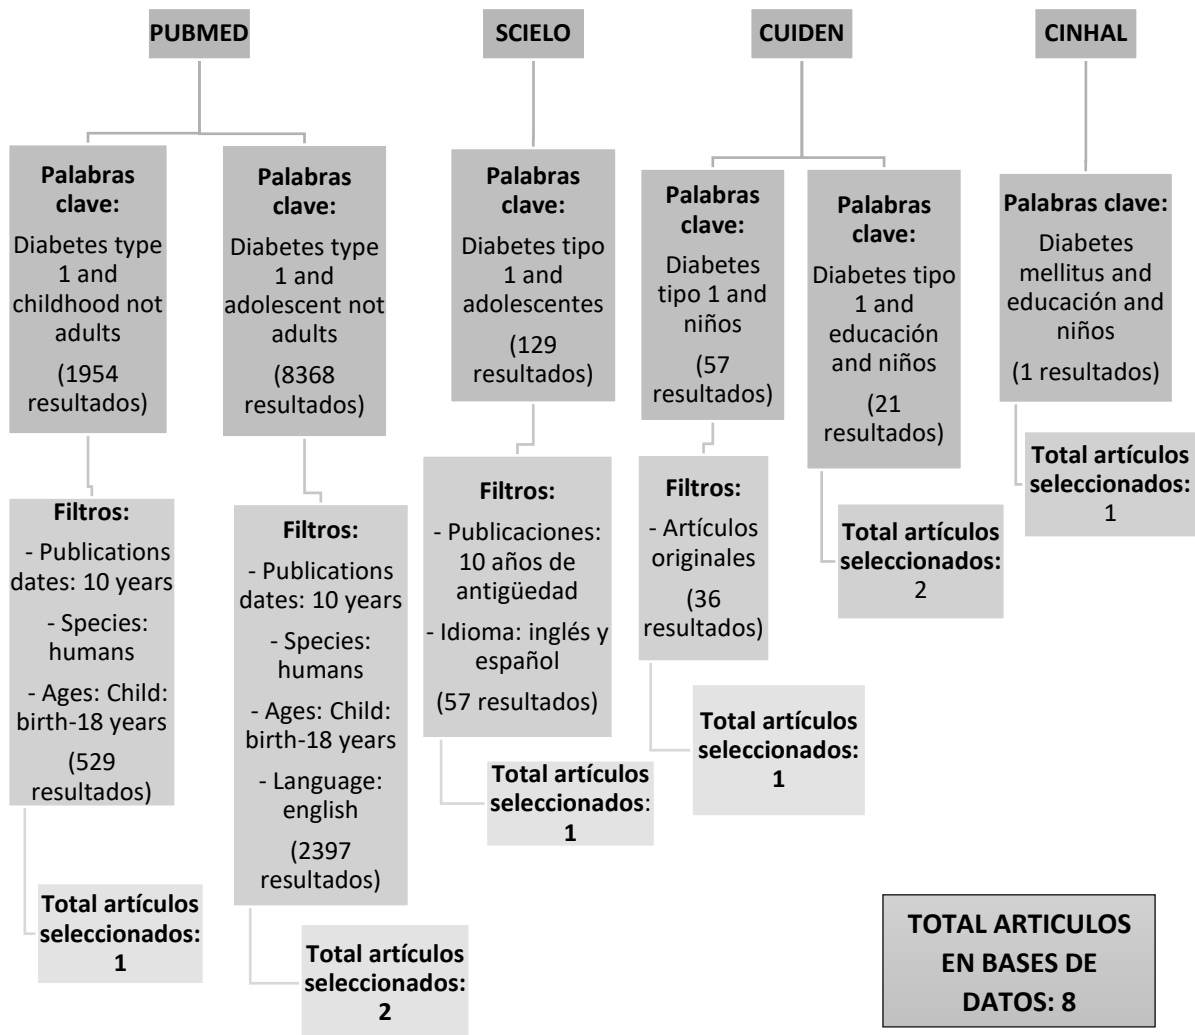 PUBMED
Palabras
clave:
Diabetes type
1 and
childhood not
adults
(1954
resultados)
Filtros:
- Publications
dates: 10 years
- Species:
humans
- Ages: Child:
birth-18 years
(529
resultados)
Total artículos
seleccionados:
1
Palabras
clave:
Diabetes type
1 and
adolescent not
adults
(8368
resultados)
Filtros:
- Publications
dates: 10 years
- Species:
humans
- Ages: Child:
birth-18 years
- Language:
english
(2397
resultados)
Total artículos
seleccionados:
2
SCIELO
Palabras
clave:
Diabetes tipo
1 and
adolescentes
(129
resultados)
Filtros:
- Publicaciones:
10 años de
antigüedad
- Idioma: inglés y
español
(57 resultados)
Total artículos
seleccionados:
1
CUIDEN
Palabras
clave:
Diabetes
tipo 1 and
niños
(57
resultados)
Filtros:
- Artículos
originales
(36
resultados)
Total artículos
seleccionados:
1
Palabras
clave:
Diabetes tipo
1 and
educación
and niños
(21
resultados)
Total artículos
seleccionados:
2
CINHAL
Palabras clave:
Diabetes
mellitus and
educación and
niños
(1 resultados)
Total artículos
seleccionados:
1
TOTAL ARTICULOS
EN BASES DE
DATOS: 8